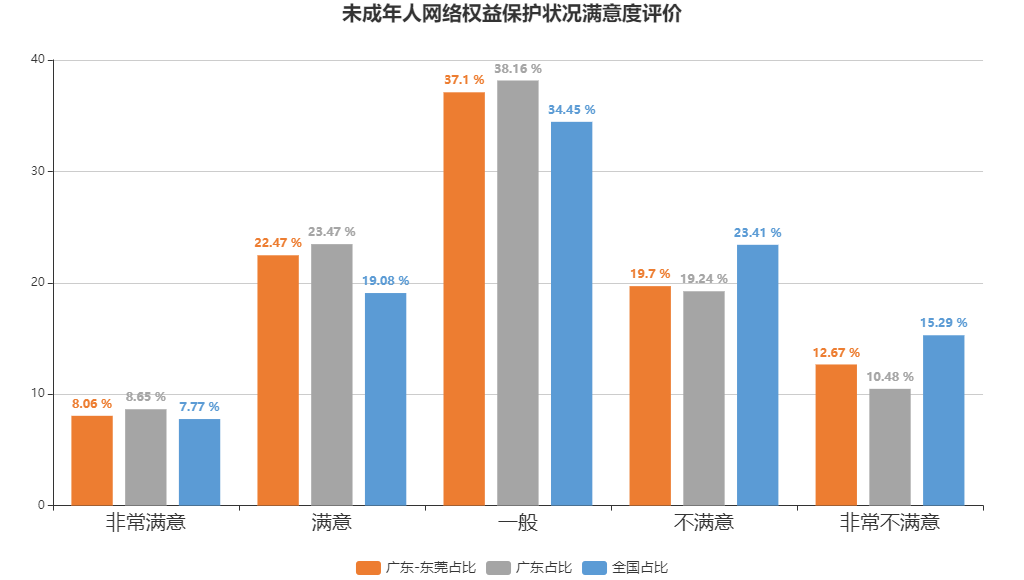 未成年人网络权益保护状况满意度评价
40
30
20
10
0
8.06 %
8.65 %
7.77 %
22.47 %
23.47 %
19.08 %
37.1 %
38.16 %
34.45 %
19.7 %
19.24 %
23.41 %
12.67 %
10.48 %
15.29 %
非常满意
满意
一般
不满意
非常不满意
广东-东莞占比
广东占比
全国占比